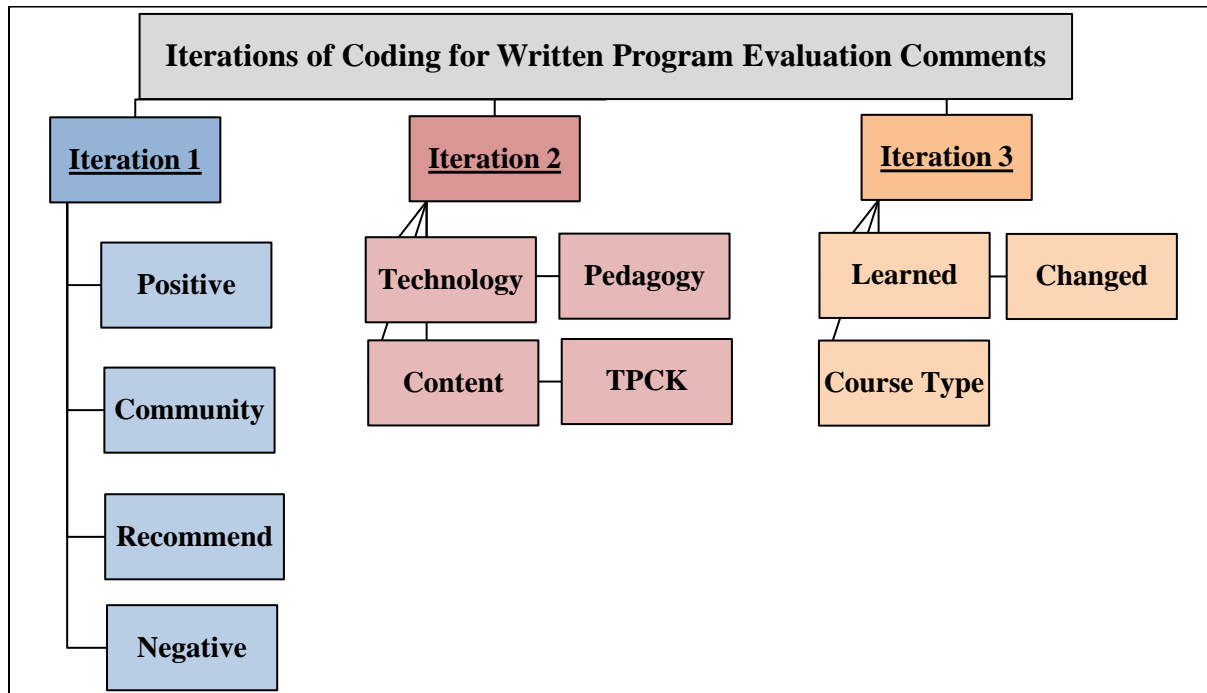 Iterations of Coding for Written Program Evaluation Comments
Iteration 1
Positive
Community
Recommend
Negative
Iteration 2
Technology
Pedagogy
Content
TPCK
Iteration 3
Learned
Changed
Course Type